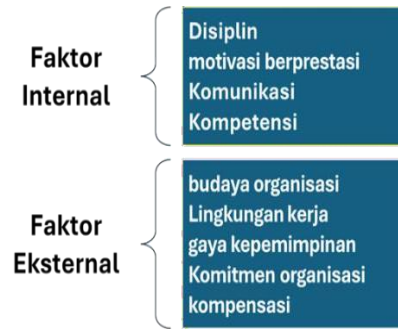 Faktor
Internal
Disiplin
motivasi berprestasi
Komunikasi
Kompetensi
Faktor
Eksternal
budaya organisasi
Lingkungan kerja
gaya kepemimpinan
Komitmen organisasi
kompensasi